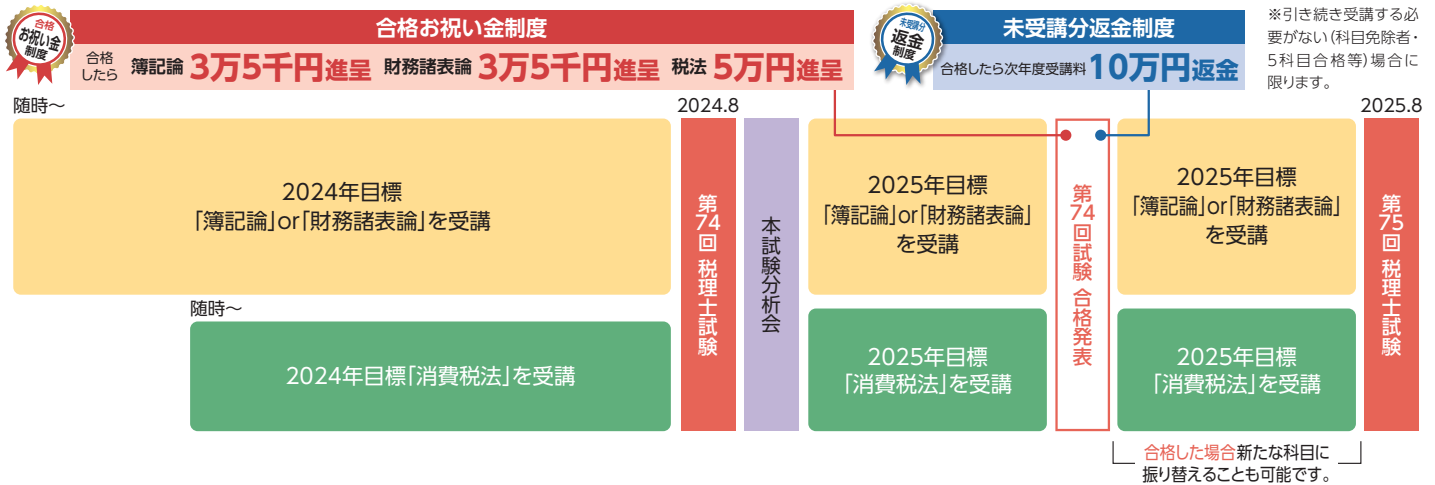 合格
お祝い金
制度
合格お祝い金制度
合格
したら
簿記論 3万5千円進呈 財務諸表論 3万5千円進呈 税法 5万円進呈
未受講分
返金
制度
未受講分返金制度
合格したら次年度受講料10万円返金
※引き続き受講する必
要がない(科目免除者・
5科目合格等)場合に
限ります。
随時～
2024.8
2025.8
2024年目標
「簿記論」or「財務諸表論」を受講
随時～
2024年目標「消費税法」を受講
第74回 税理士試験
本試験分析会
2025年目標
「簿記論」or「財務諸表論」
を受講
2025年目標
「消費税法」を受講
第74回試験 合格発表
2025年目標
「簿記論」or「財務諸表論」
を受講
2025年目標
「消費税法」を受講
第75回 税理士試験
合格した場合新たな科目に
振り替えることも可能です。